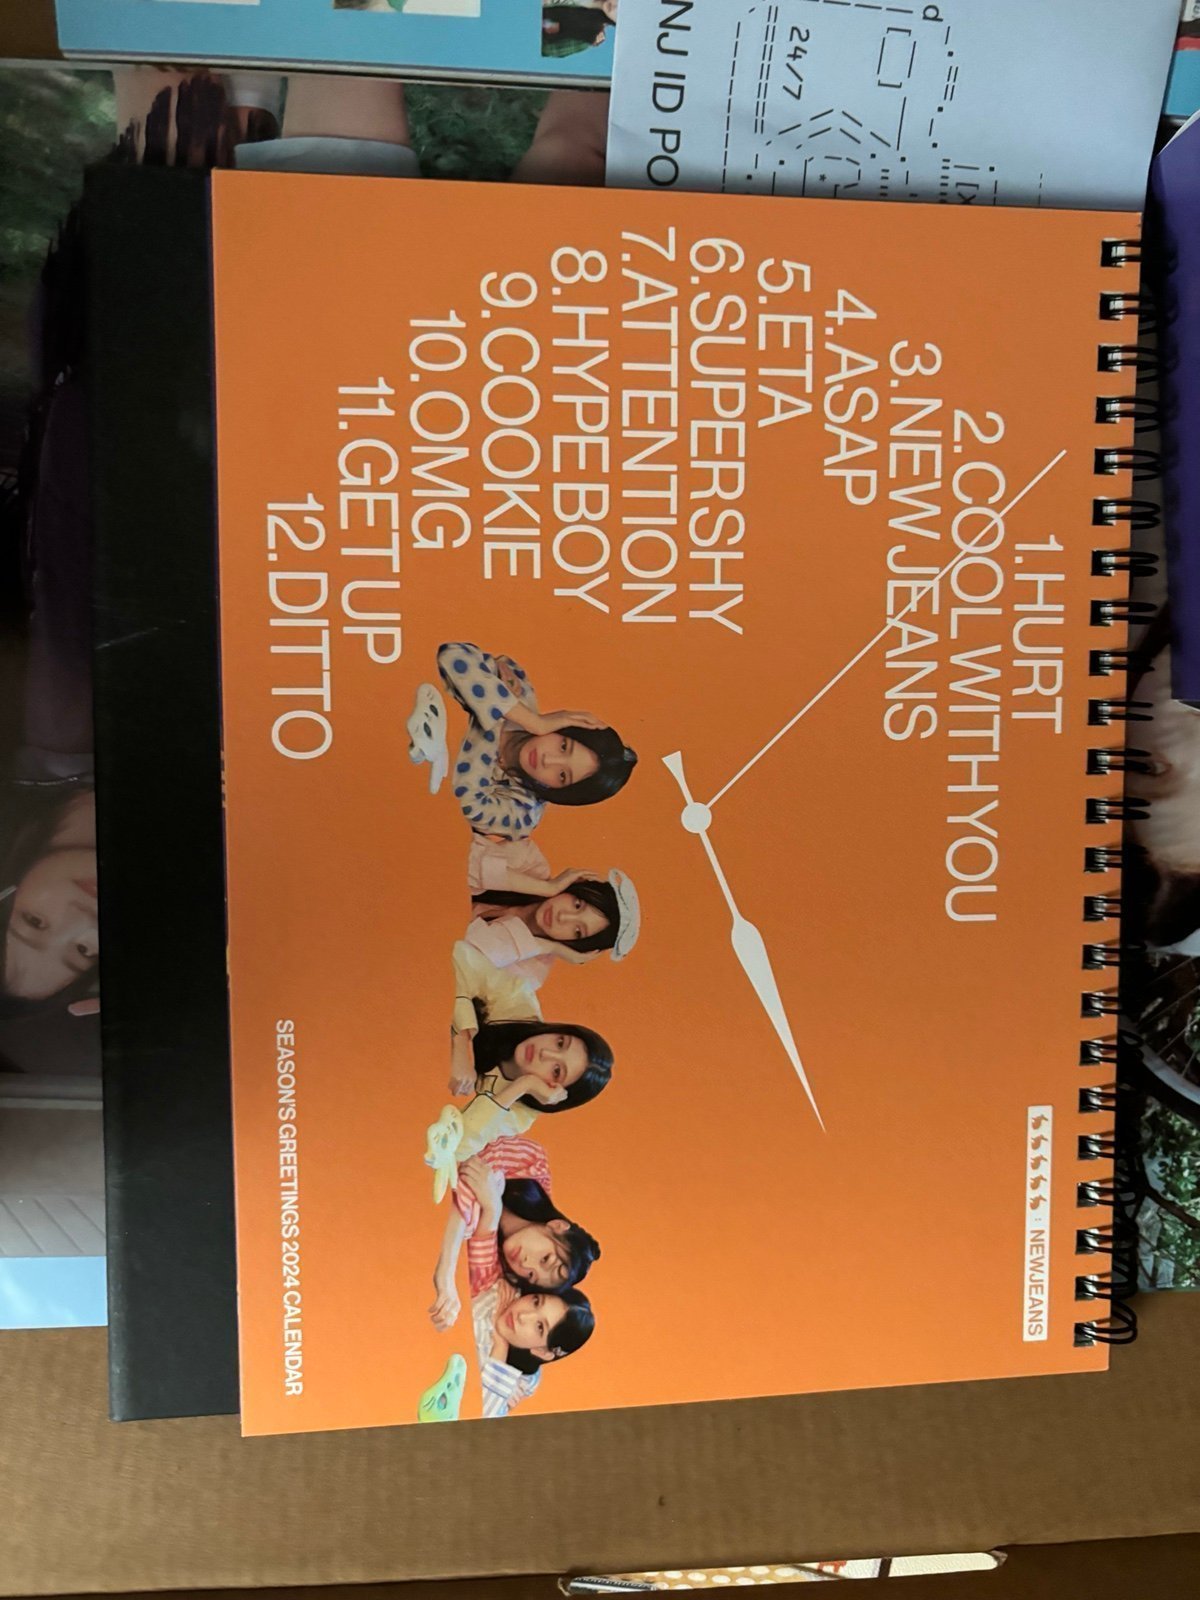 1.HURT
2.COOL WITH YOU
3.NEW JEANS
4.ASAP
5.ETA
6.SUPER SHY
7.ATTENTION
8.HYPE BOY
9.COOKIE
10.OMG
11.GET UP
12.DITTO
: NEWJEANS
SEASON'S GREETINGS 2024 CALENDAR
24/7
NJ ID PO